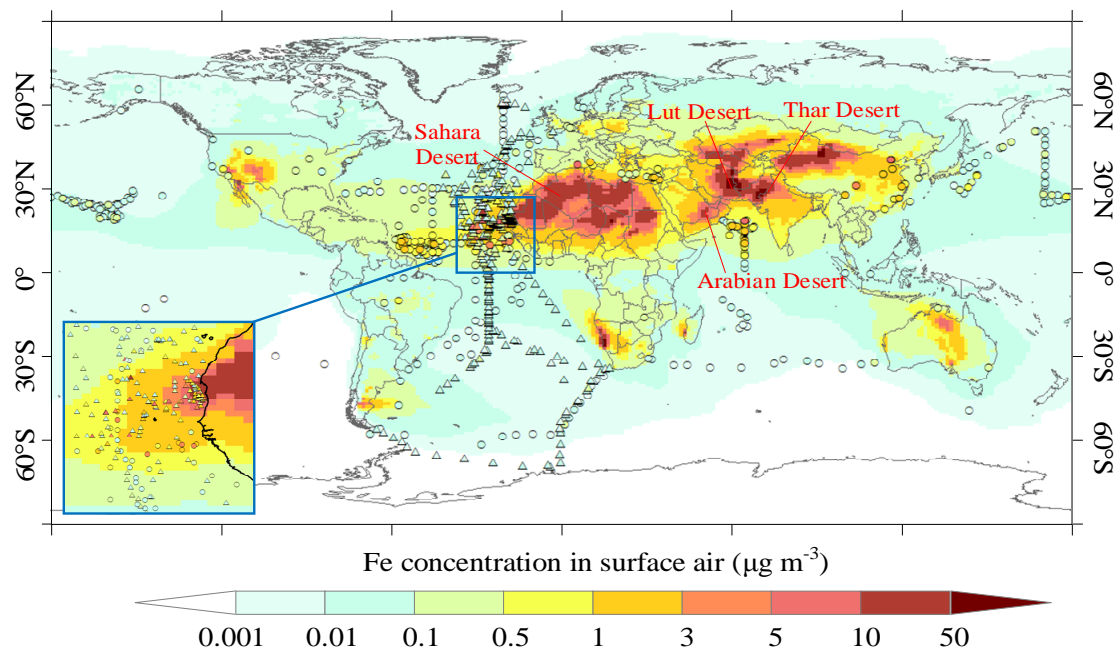 60°N
30°N
0°
30°S
60°S
Sahara
Desert
Lut Desert
Thar Desert
Arabian Desert
60°N
30°N
0°
30°S
60°S
Fe concentration in surface air (μg m-3)
0.001 0.01 0.1 0.5 1 3 5 10 50